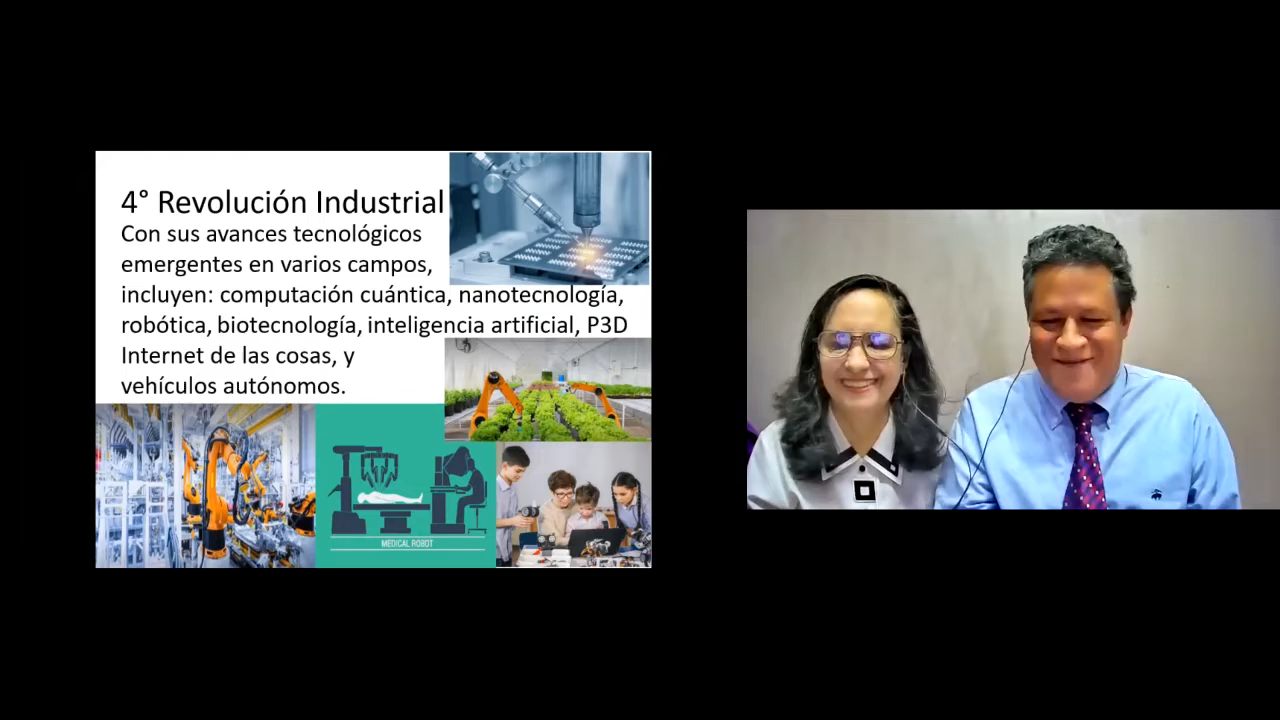 4° Revolución Industrial
Con sus avances tecnológicos
emergentes en varios campos,
incluyen: computación cuántica, nanotecnología,
robótica, biotecnología, inteligencia artificial, P3D
Internet de las cosas, y
vehículos autónomos.
MEDICAL ROBOT